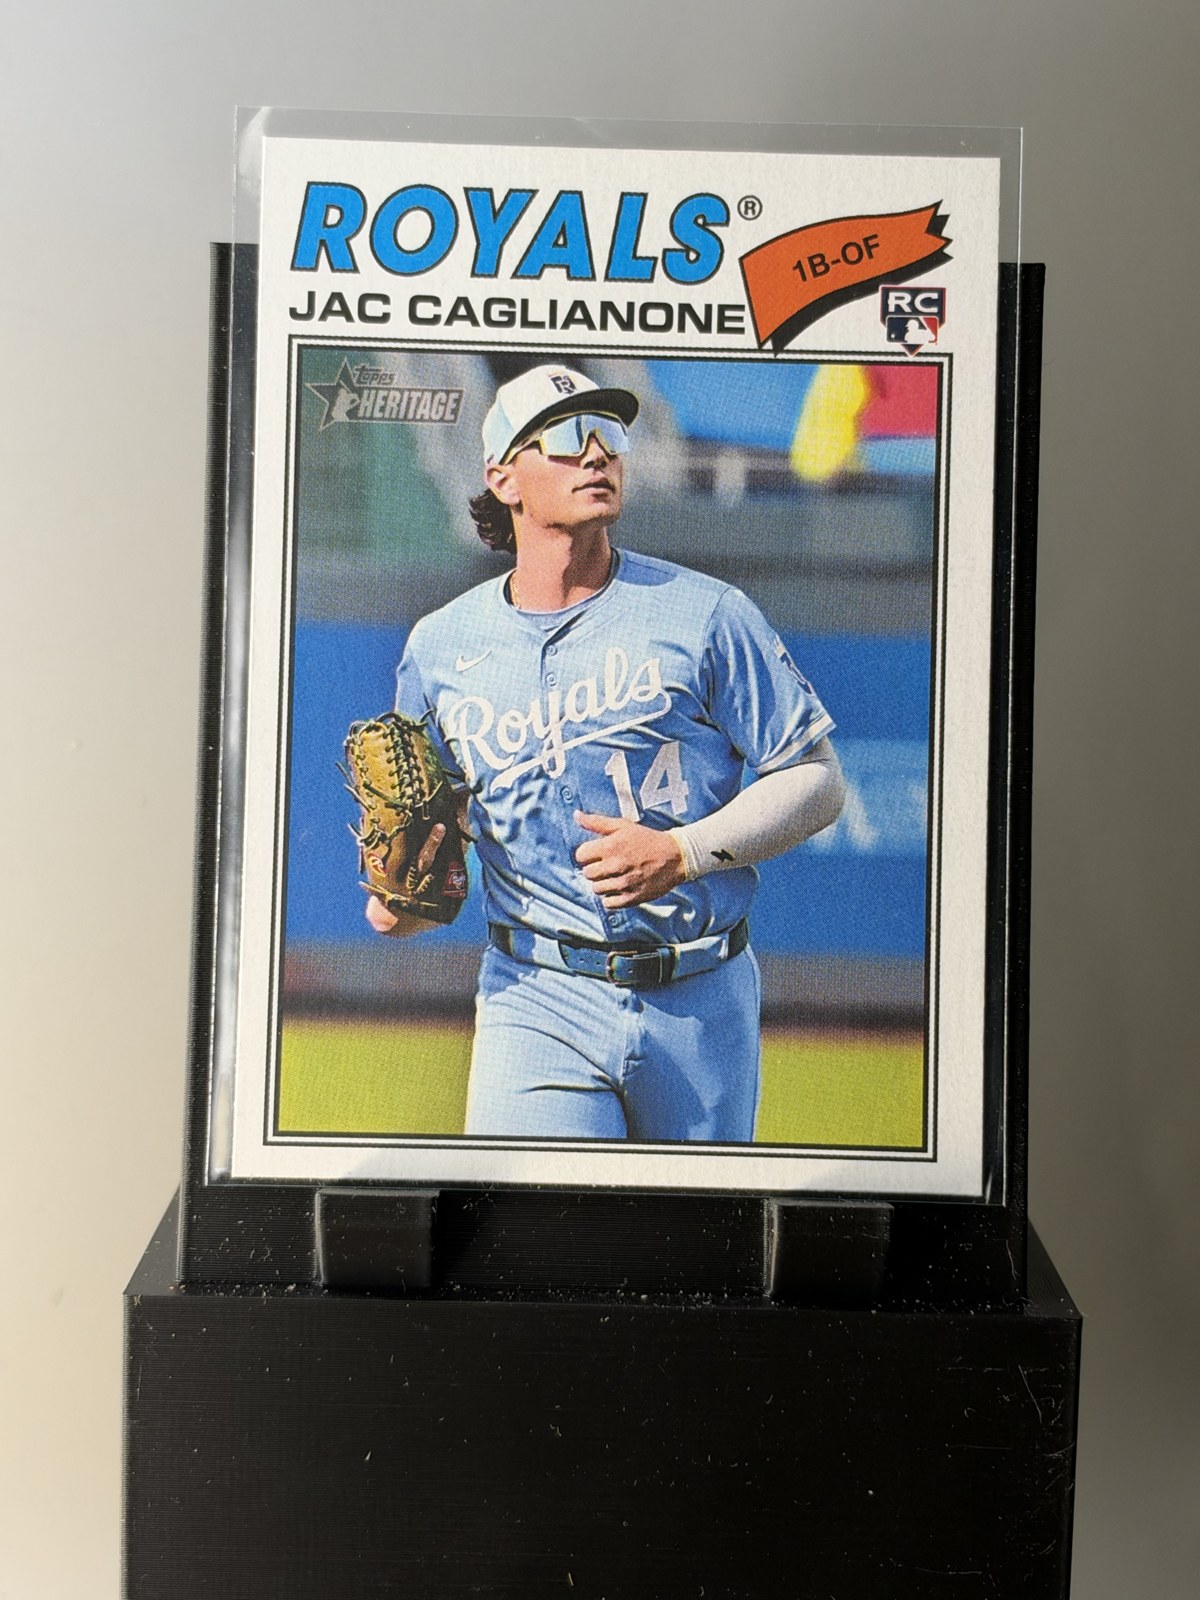 ROYALS®
1B-OF
JAC CAGLIANONE
RC
Topps
HERITAGE
Royals
14